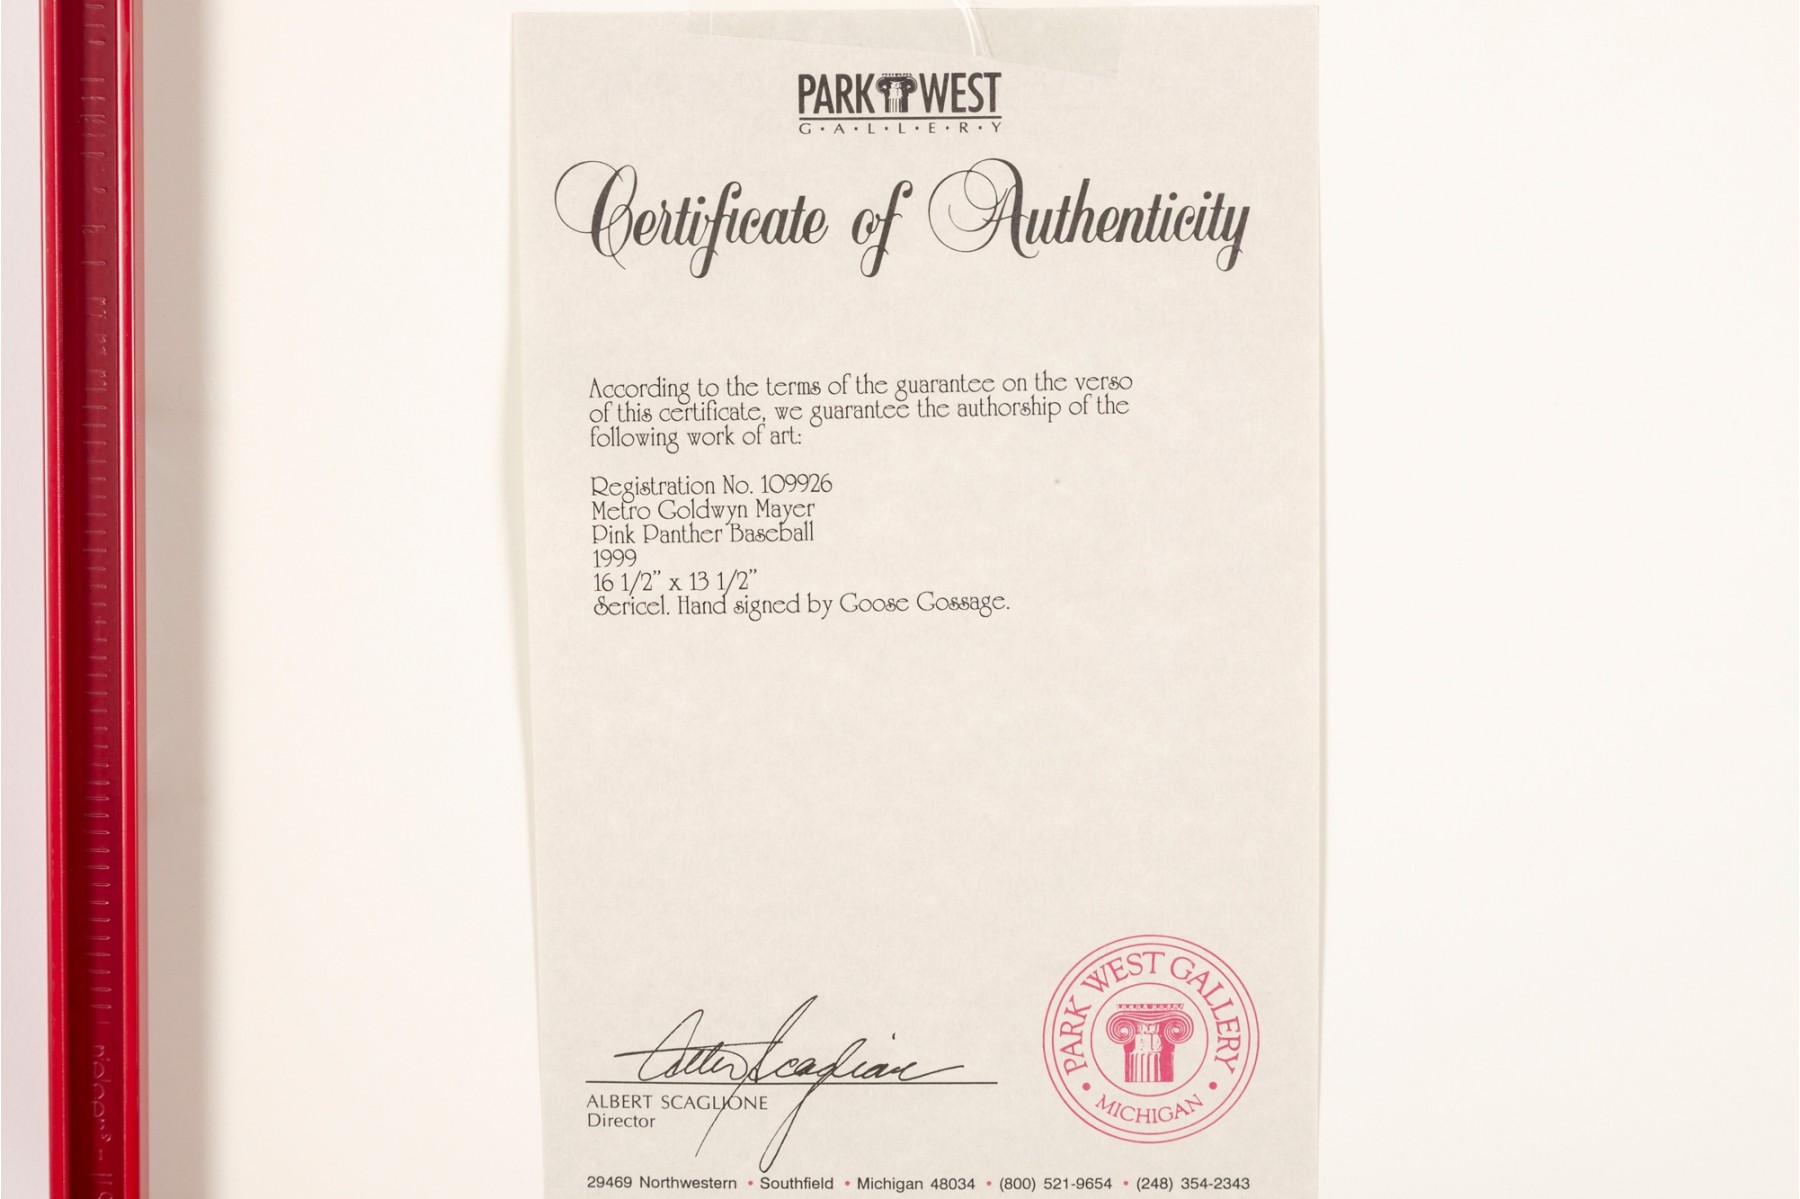 PARK WEST
G•A•L•L•E•R•Y
Certificate of Authenticity
According to the terms of the guarantee on the verso
of this certificate, we guarantee the authorship of the
following work of art:
Registration No. 109926
Metro Goldwyn Mayer
Pink Panther Baseball
1999
16 1/2” x 13 1/2”
Sericel. Hand signed by Goose Gossage.
PARK WEST GALLERY
• MICHIGAN •
ALBERT SCAGLIONE
Director
29469 Northwestern • Southfield • Michigan 48034 • (800) 521-9654 • (248) 354-2343